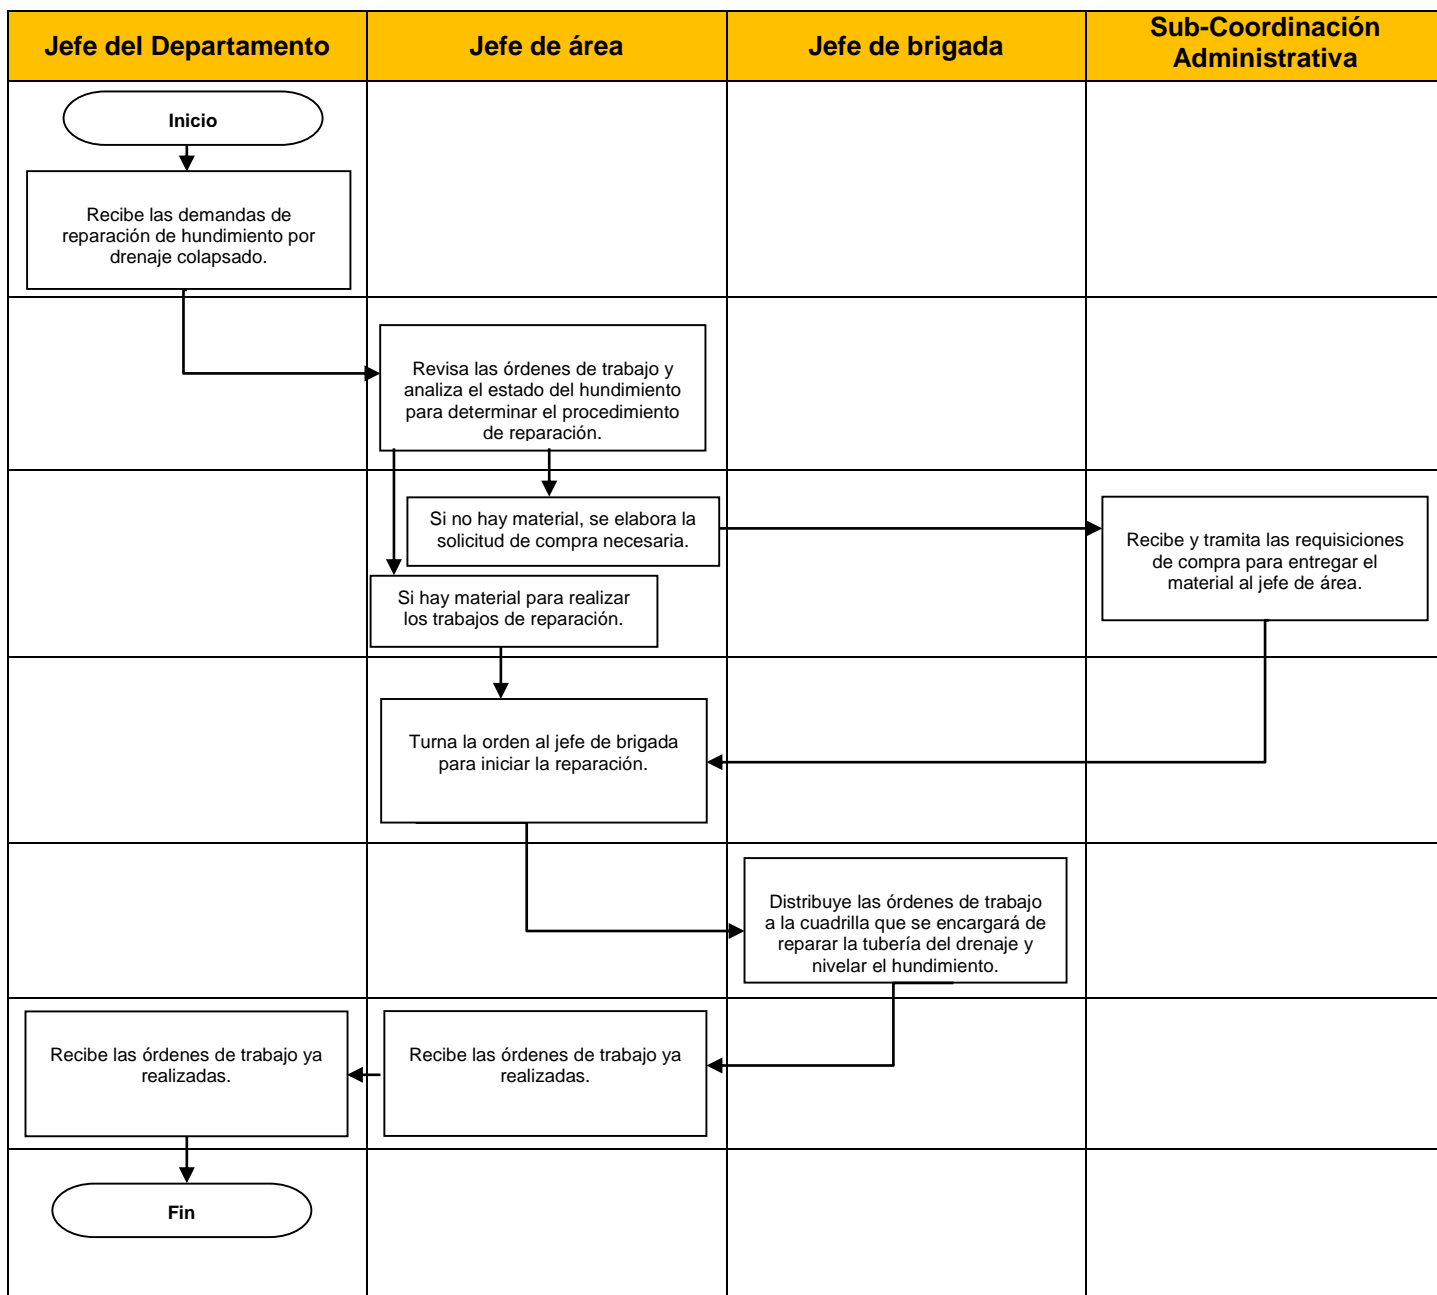 Jefe del Departamento
Jefe de área
Jefe de brigada
Sub-Coordinación
Administrativa
Inicio
Recibe las demandas de
reparación de hundimiento por
drenaje colapsado.
Revisa las órdenes de trabajo y
analiza el estado del hundimiento
para determinar el procedimiento
de reparación.
Si no hay material, se elabora la
solicitud de compra necesaria.
Recibe y tramita las requisiciones
de compra para entregar el
material al jefe de área.
Si hay material para realizar
los trabajos de reparación.
Turna la orden al jefe de brigada
para iniciar la reparación.
Distribuye las órdenes de trabajo
a la cuadrilla que se encargará de
reparar la tubería del drenaje y
nivelar el hundimiento.
Recibe las órdenes de trabajo ya
realizadas.
Recibe las órdenes de trabajo ya
realizadas.
Fin